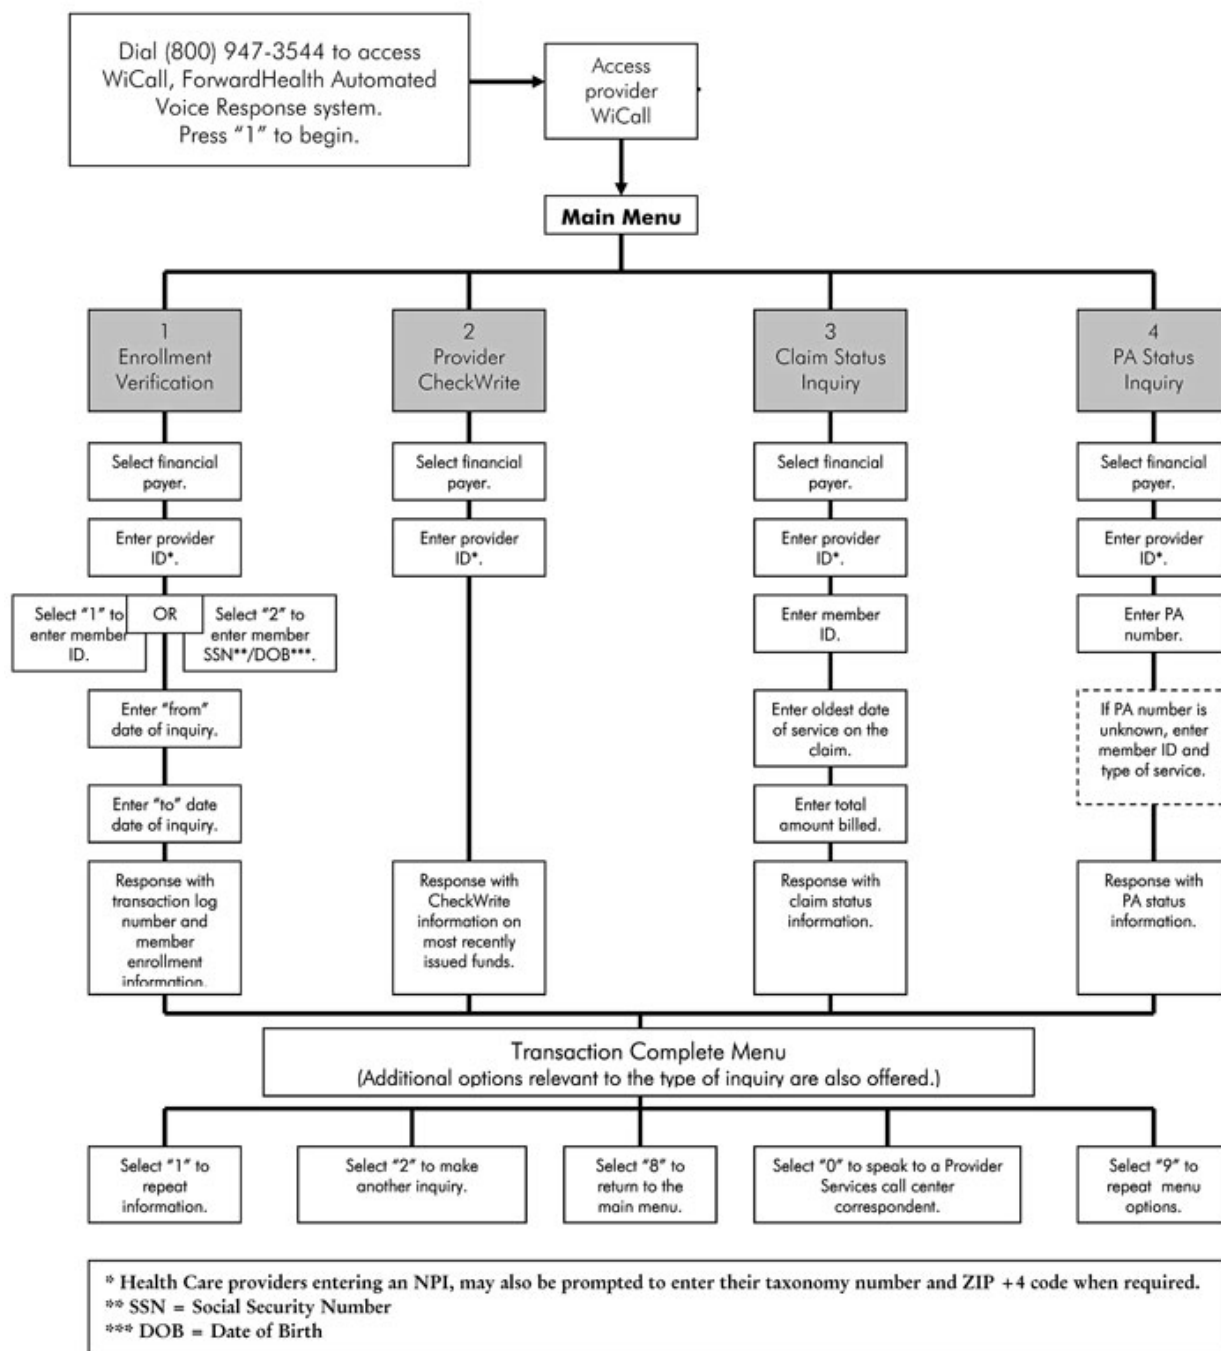 Dial (800) 947-3544 to access
WiCall, ForwardHealth Automated
Voice Response system.
Press "1" to begin.
Access
provider
WiCall
Main Menu
1
Enrollment
Verification
Select financial
payer.
Enter provider
ID*.
Select "1" to
enter member
ID.
OR
Select "2" to
enter member
SSN**/DOB***.
Enter "from"
date of inquiry.
Enter "to" date
date of inquiry.
Response with
transaction log
number and
member
enrollment
information.
2
Provider
CheckWrite
Select financial
payer.
Enter provider
ID*.
Response with
CheckWrite
information on
most recently
issued funds.
3
Claim Status
Inquiry
Select financial
payer.
Enter provider
ID*.
Enter member
ID.
Enter oldest date
of service on the
claim.
Enter total
amount billed.
Response with
claim status
information.
4
PA Status
Inquiry
Select financial
payer.
Enter provider
ID*.
Enter PA
number.
If PA number is
unknown, enter
member ID and
type of service.
Response with
PA status
information.
Transaction Complete Menu
(Additional options relevant to the type of inquiry are also offered.)
Select "1" to
repeat
information.
Select "2" to make
another inquiry.
Select "8" to
return to the
main menu.
Select "0" to speak to a Provider
Services call center
correspondent.
Select "9" to
repeat menu
options.
* Health Care providers entering an NPI, may also be prompted to enter their taxonomy number and ZIP +4 code when required.
** SSN = Social Security Number
*** DOB = Date of Birth